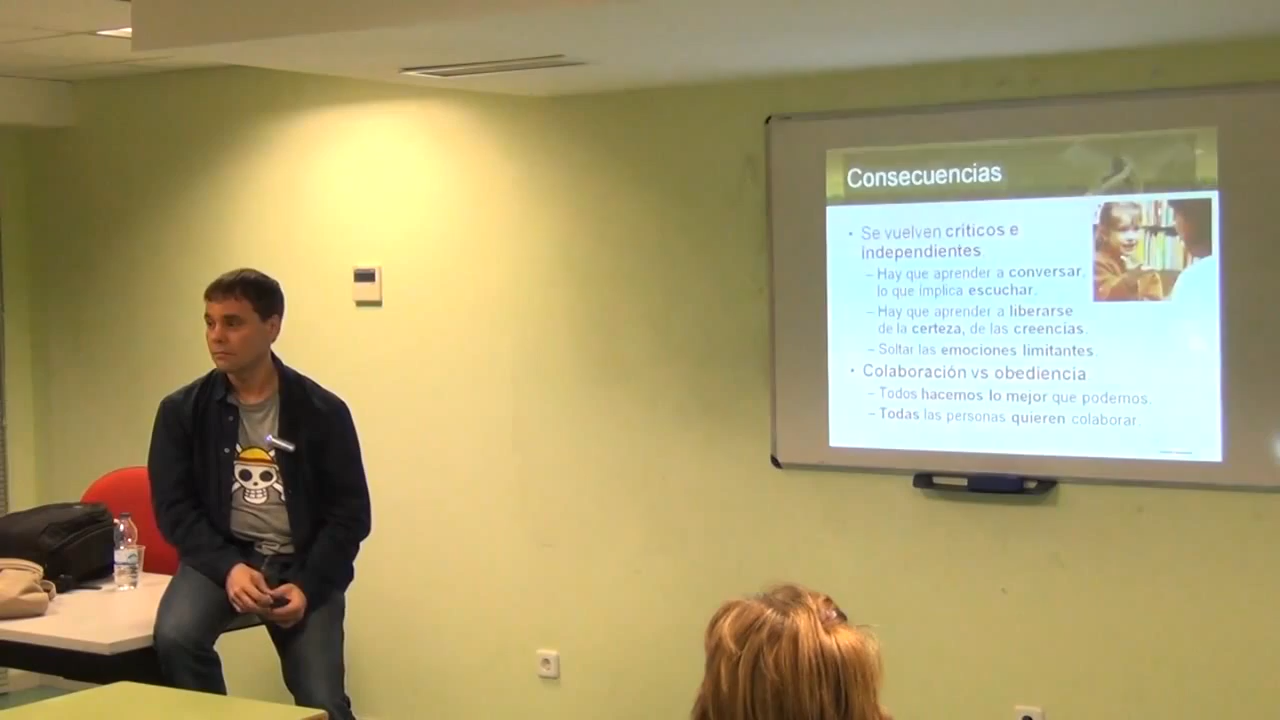 Consecuencias
• Se vuelven críticos e
independientes
– Hay que aprender a conversar,
lo que implica escuchar.
– Hay que aprender a liberarse
de la certeza, de las creencias.
– Soltar las emociones limitantes.
• Colaboración vs obediencia
– Todos hacemos lo mejor que podemos.
– Todas las personas quieren colaborar.